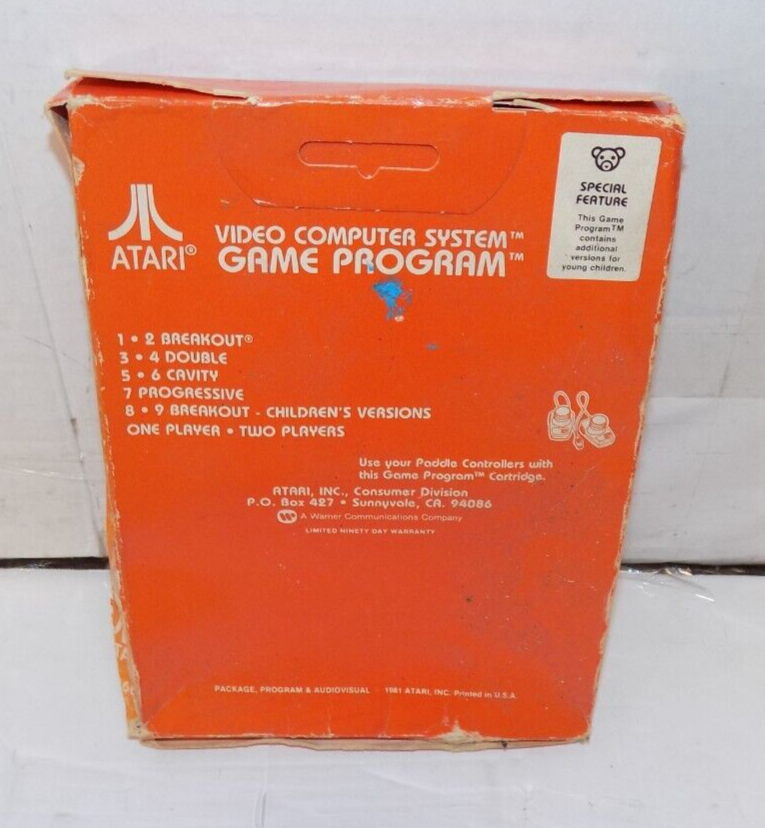 SPECIAL
FEATURE
This Game
Program™
contains
additional
versions for
young children.
ATARI®
VIDEO COMPUTER SYSTEM™
GAME PROGRAM™
1 • 2 BREAKOUT®
3 • 4 DOUBLE
5 • 6 CAVITY
7 PROGRESSIVE
8 • 9 BREAKOUT - CHILDREN'S VERSIONS
ONE PLAYER • TWO PLAYERS
Use your Paddle Controllers with
this Game Program™ Cartridge.
ATARI, INC., Consumer Division
P.O. Box 427 • Sunnyvale, CA. 94086
A Warner Communications Company
LIMITED NINETY DAY WARRANTY
PACKAGE, PROGRAM & AUDIOVISUAL 1981 ATARI, INC. Printed in U.S.A.